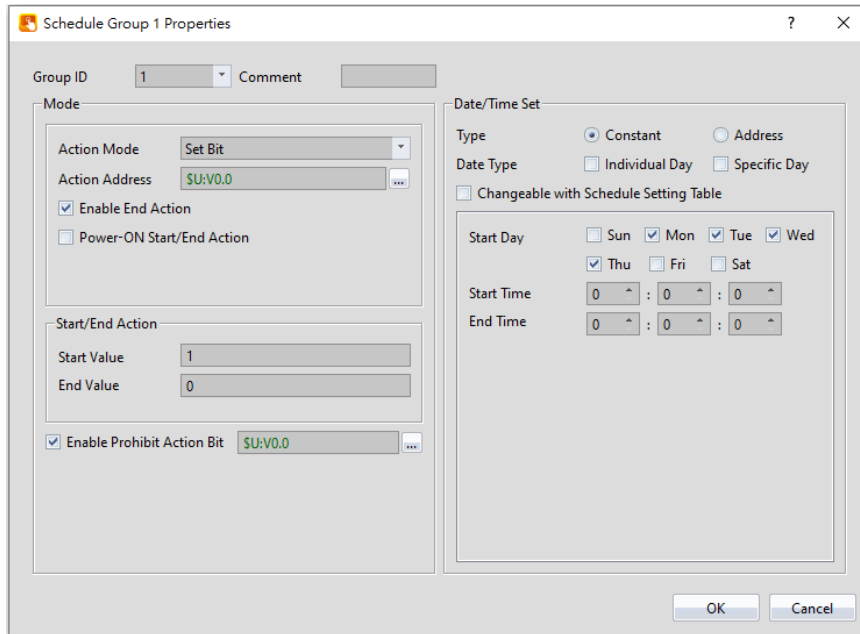 Schedule Group 1 Properties ? ×
Group ID 1 Comment
Mode
Action Mode Set Bit
Action Address $U:V0.0 ...
Enable End Action
Power-ON Start/End Action
Start/End Action
Start Value 1
End Value 0
Enable Prohibit Action Bit $U:V0.0 ...
Date/Time Set
Type Constant Address
Date Type Individual Day Specific Day
Changeable with Schedule Setting Table
Start Day Sun Mon Tue Wed
Thu Fri Sat
Start Time 0 : 0 : 0
End Time 0 : 0 : 0
OK Cancel